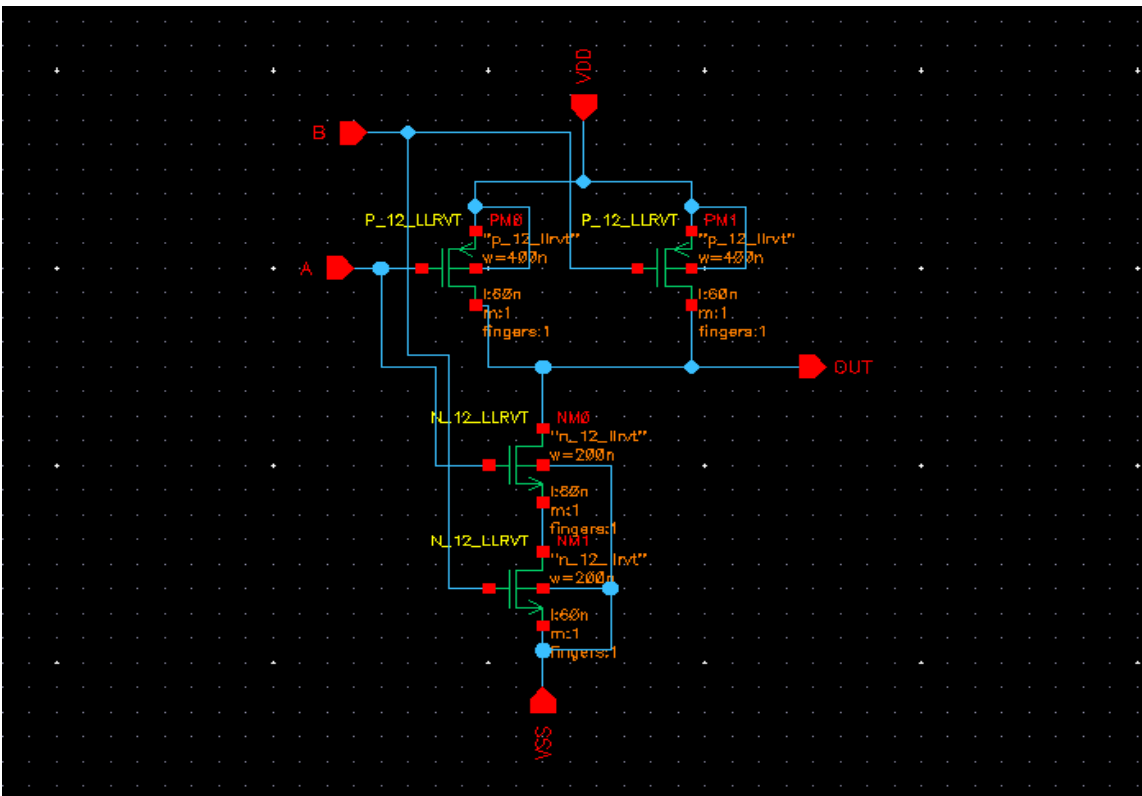 VDD
B
P_12_LLRVT PM0
"p_12_llrvt"
w=400n
l:60n
m:1
fingers:1
P_12_LLRVT PM1
"p_12_llrvt"
w=400n
l:60n
m:1
fingers:1
A
OUT
N_12_LLRVT NM0
"n_12_llrvt"
w=200n
l:60n
m:1
fingers:1
N_12_LLRVT NM1
"n_12_llrvt"
w=200n
l:60n
m:1
fingers:1
VSS